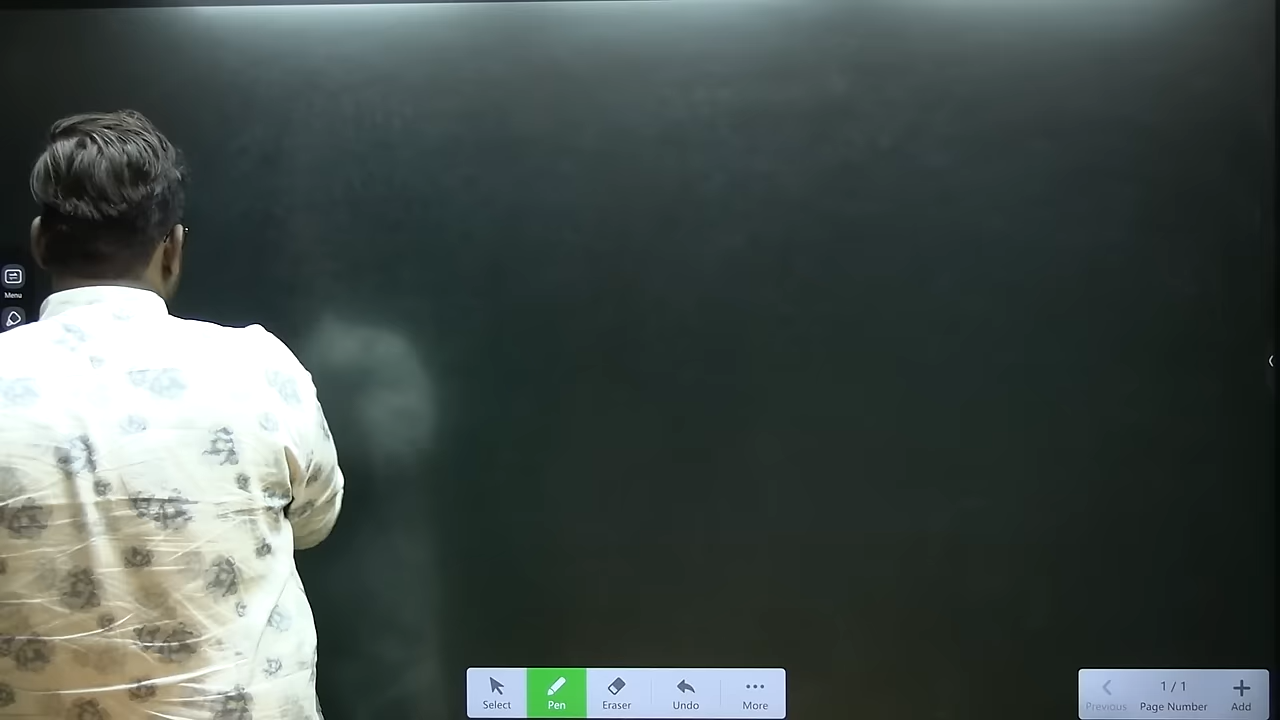 Menu
Select
Pen
Eraser
Undo
More
Previous
1 / 1
Page Number
Add